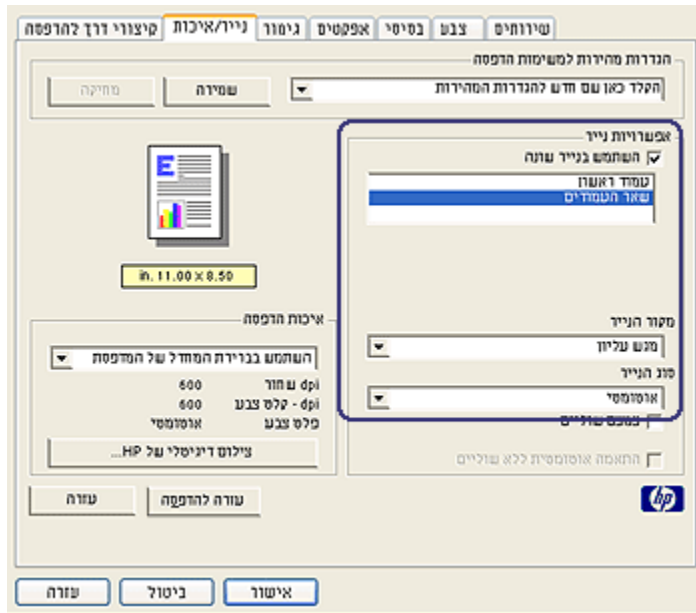 קיצורי דרך להדפסה נייר/איכות גימור אפקטים בסיסי צבע שירותים
הגדרות מהירות למשימות הדפסה
הקלד כאן שם חדש להגדרות המהירות שמירה מחיקה
אפשרויות נייר
השתמש בנייר שונה
עמוד ראשון
שאר העמודים
E
in. 11.00 × 8.50
מקור הנייר
מגש עליון
סוג הנייר
אוטומטי
ממוזער שוליים
התאמה אוטומטית ללא שוליים
איכות הדפסה
השתמש בברירת המחדל של המדפסת
dpi שחור 600
dpi - קלט צבע 600
פלט צבע אוטומטי
צילום דיגיטלי של HP...
עזרה להדפסה עזרה
hp
אישור ביטול עזרה